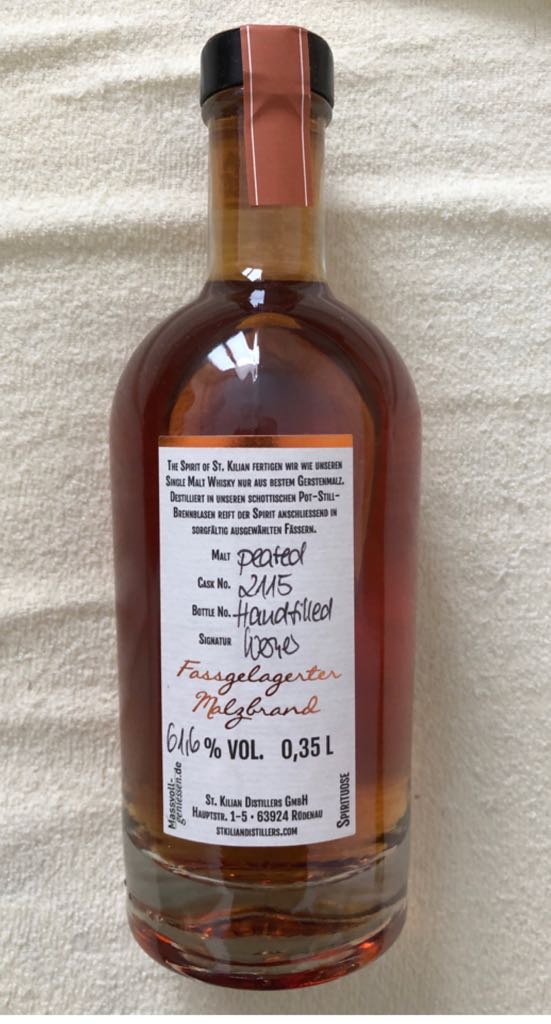 The Spirit of St. Kilian fertigen wir wie unseren
Single Malt Whisky nur aus bestem Gerstenmalz.
Destilliert in unseren schottischen Pot-Still-
Brennblasen reift der Spirit anschliessend in
sorgfältig ausgewählten Fässern.
Malt peated
Cask No. 2115
Bottle No. Handfilled
Signatur
Fassgelagerter
Malzbrand
61,6 % VOL. 0,35 L
Massvoll-
geniessen.de
Spirituose
St. Kilian Distillers GmbH
Hauptstr. 1-5 • 63924 Rüdenau
stkiliandistillers.com